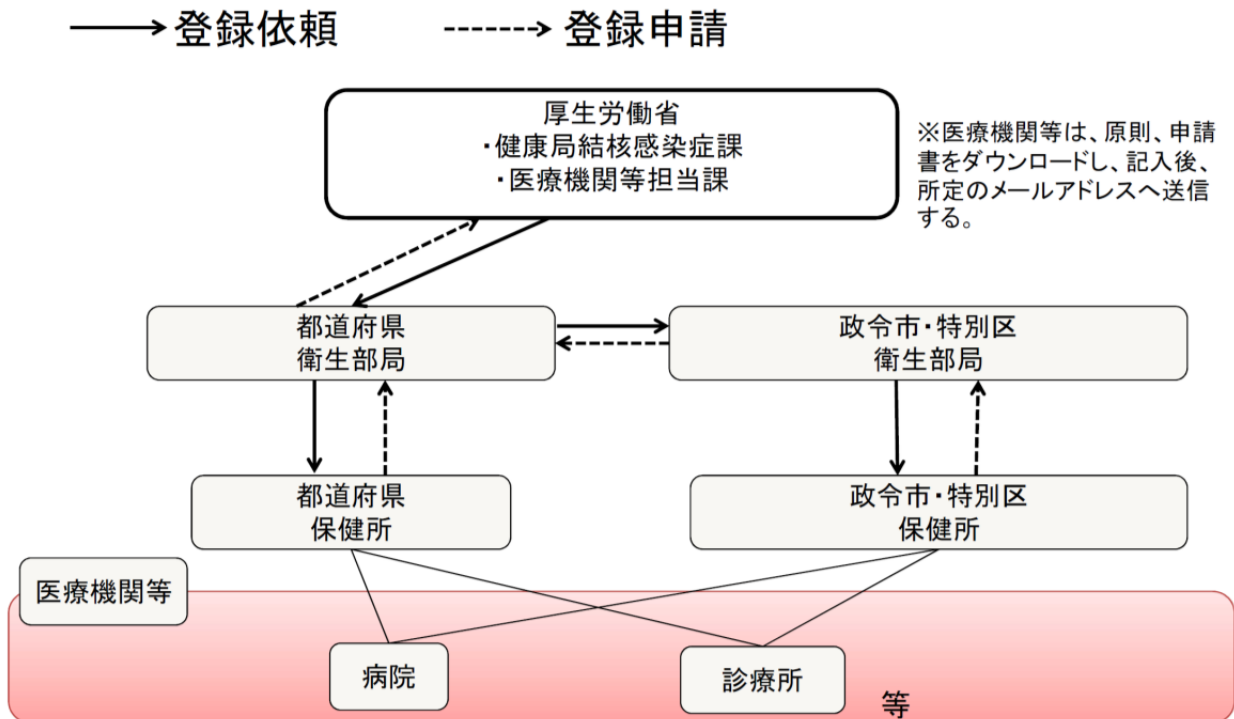 登録依頼
登録申請
厚生労働省
・健康局結核感染症課
・医療機関等担当課
※医療機関等は、原則、申請
書をダウンロードし、記入後、
所定のメールアドレスへ送信
する。
都道府県
衛生部局
政令市・特別区
衛生部局
都道府県
保健所
政令市・特別区
保健所
医療機関等
病院
診療所
等